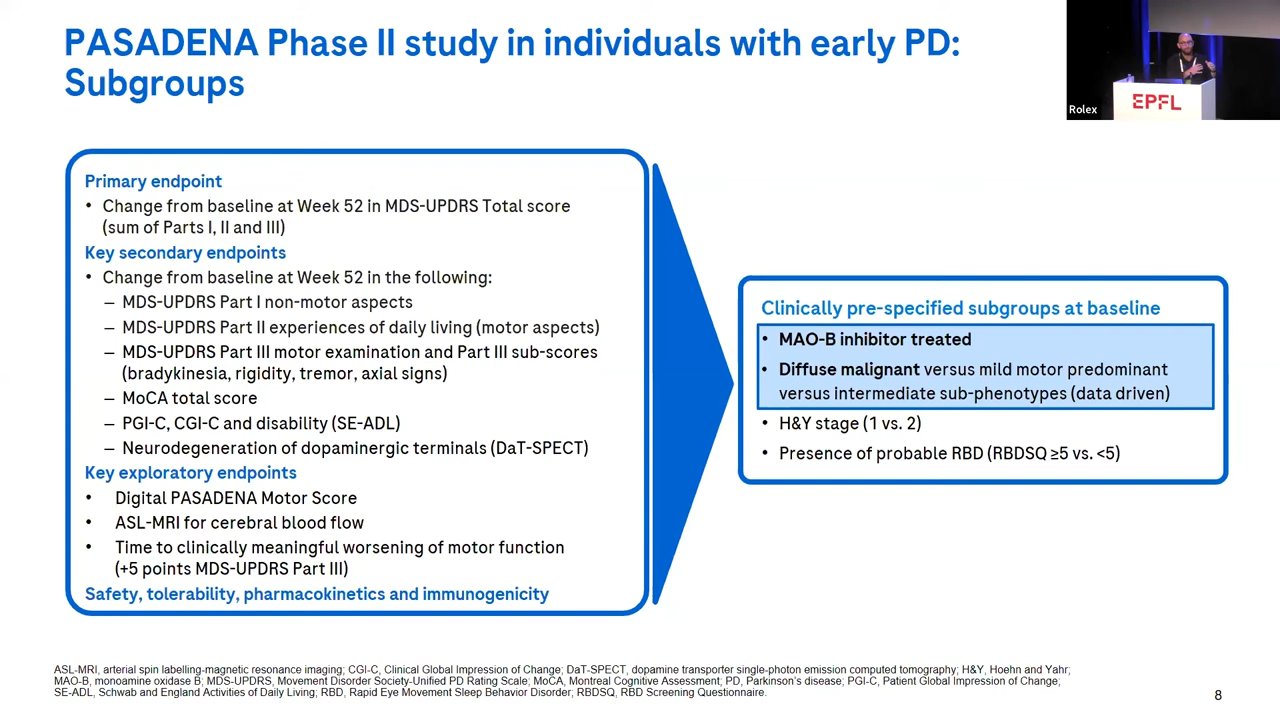 PASADENA Phase II study in individuals with early PD:
Subgroups
Rolex
EPFL
Primary endpoint
• Change from baseline at Week 52 in MDS-UPDRS Total score
(sum of Parts I, II and III)
Key secondary endpoints
• Change from baseline at Week 52 in the following:
– MDS-UPDRS Part I non-motor aspects
– MDS-UPDRS Part II experiences of daily living (motor aspects)
– MDS-UPDRS Part III motor examination and Part III sub-scores
(bradykinesia, rigidity, tremor, axial signs)
– MoCA total score
– PGI-C, CGI-C and disability (SE-ADL)
– Neurodegeneration of dopaminergic terminals (DaT-SPECT)
Key exploratory endpoints
• Digital PASADENA Motor Score
• ASL-MRI for cerebral blood flow
• Time to clinically meaningful worsening of motor function
(+5 points MDS-UPDRS Part III)
Safety, tolerability, pharmacokinetics and immunogenicity
Clinically pre-specified subgroups at baseline
• MAO-B inhibitor treated
• Diffuse malignant versus mild motor predominant
versus intermediate sub-phenotypes (data driven)
• H&Y stage (1 vs. 2)
• Presence of probable RBD (RBDSQ ≥5 vs. <5)
ASL-MRI, arterial spin labelling-magnetic resonance imaging; CGI-C, Clinical Global Impression of Change; DaT-SPECT, dopamine transporter single-photon emission computed tomography; H&Y, Hoehn and Yahr;
MAO-B, monoamine oxidase B; MDS-UPDRS, Movement Disorder Society-Unified PD Rating Scale; MoCA, Montreal Cognitive Assessment; PD, Parkinson's disease; PGI-C, Patient Global Impression of Change;
SE-ADL, Schwab and England Activities of Daily Living; RBD, Rapid Eye Movement Sleep Behavior Disorder; RBDSQ, RBD Screening Questionnaire.
8